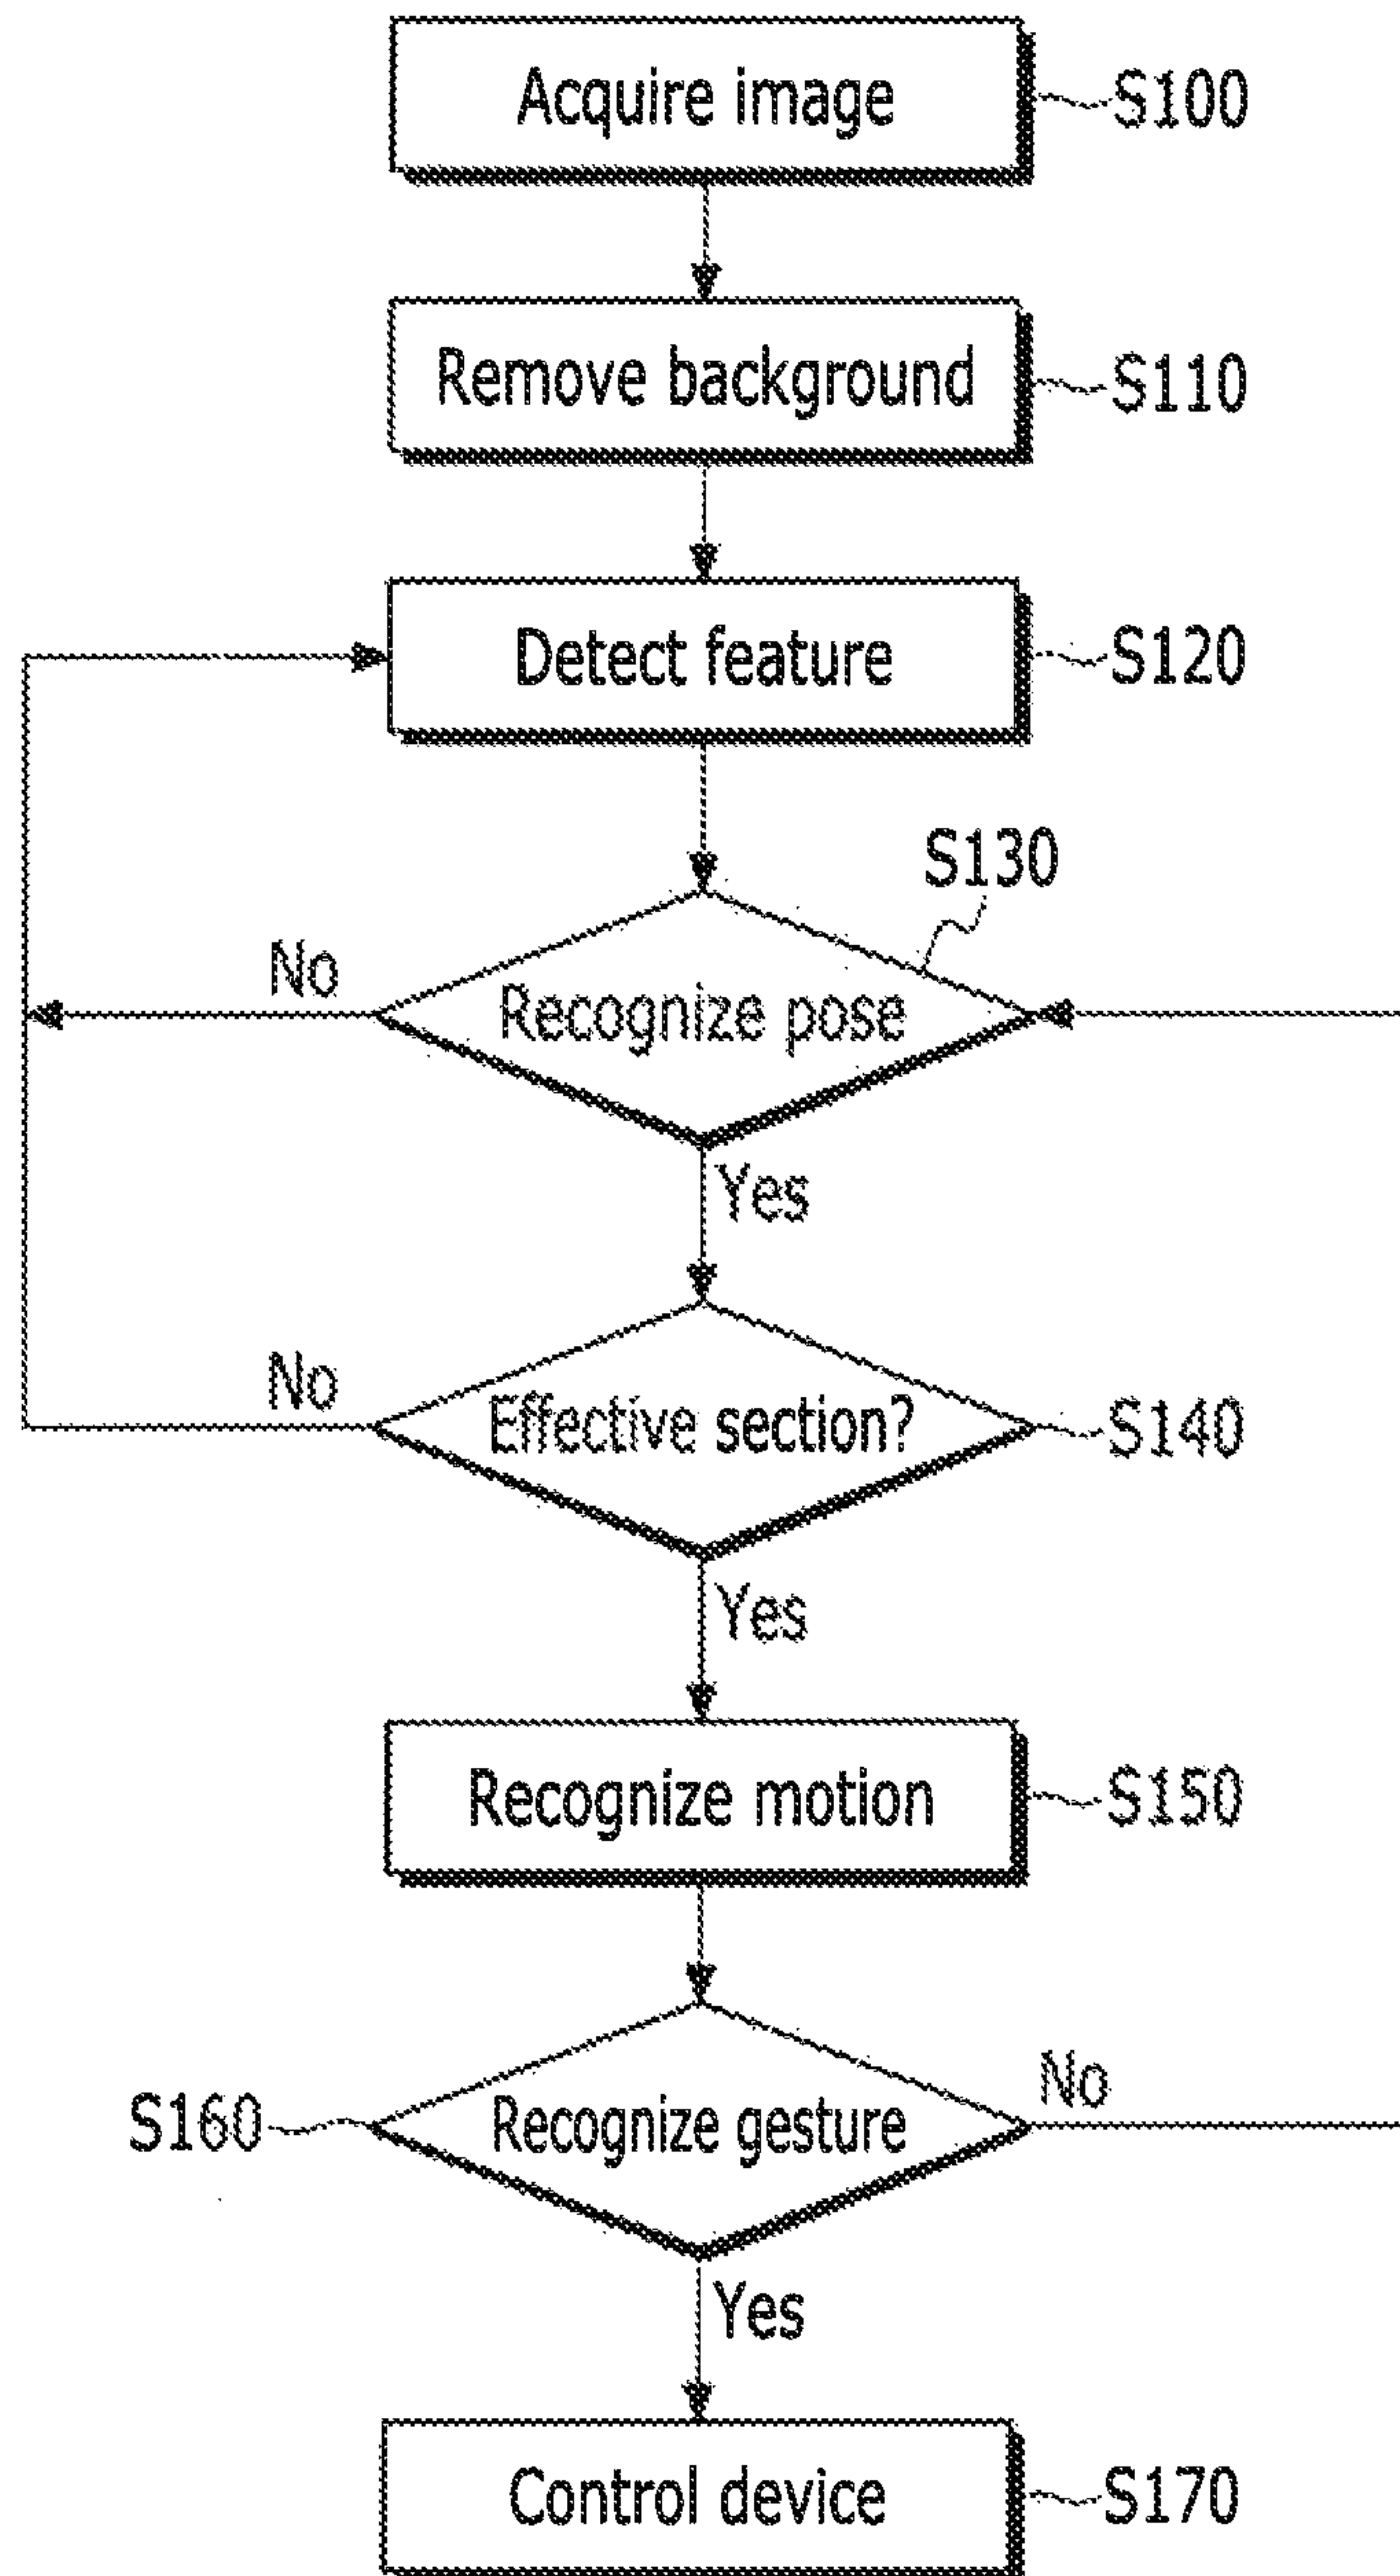 Acquire image
S100
Remove background
S110
Detect feature
S120
S130
No
Recognize pose
Yes
No
Effective section?
S140
Yes
Recognize motion
S150
No
S160
Recognize gesture
Yes
Control device
S170